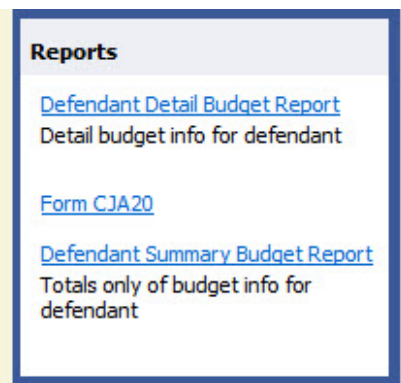 Reports
Defendant Detail Budget Report
Detail budget info for defendant
Form CJA20
Defendant Summary Budget Report
Totals only of budget info for
defendant